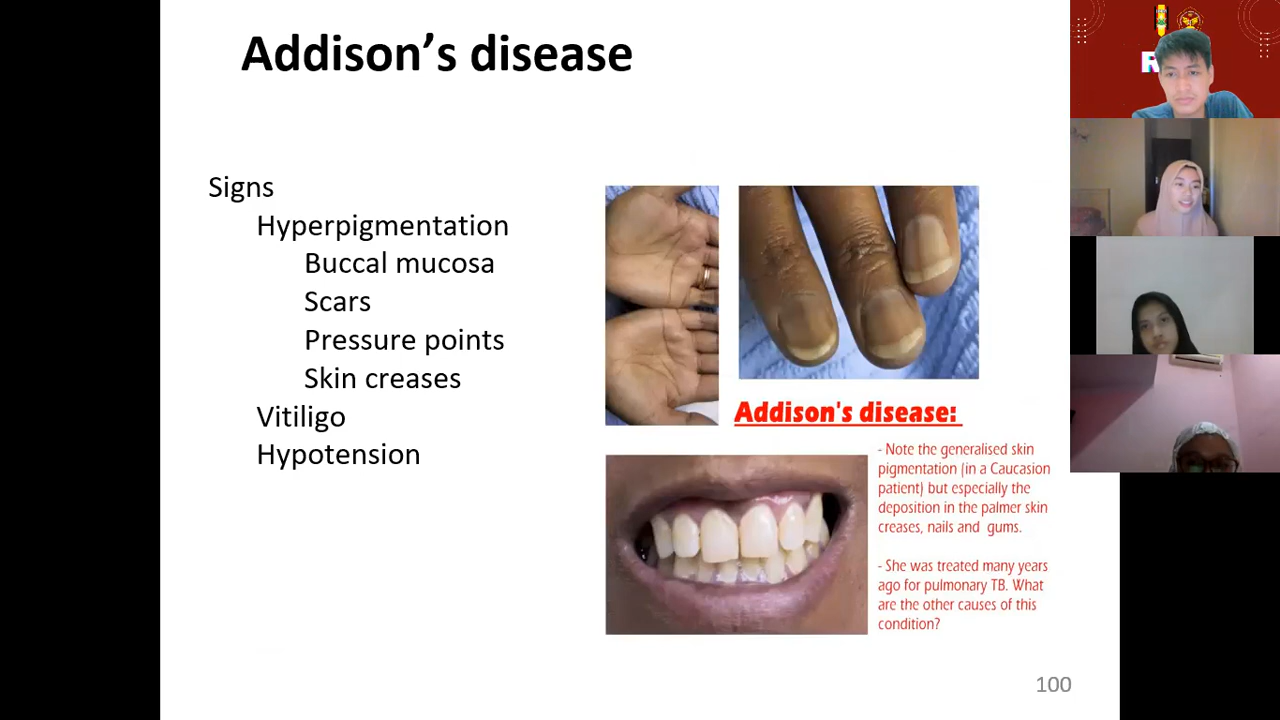 Addison’s disease
Signs
Hyperpigmentation
Buccal mucosa
Scars
Pressure points
Skin creases
Vitiligo
Hypotension
Addison's disease:
- Note the generalised skin
pigmentation (in a Caucasion
patient) but especially the
deposition in the palmer skin
creases, nails and gums.
- She was treated many years
ago for pulmonary TB. What
are the other causes of this
condition?
100